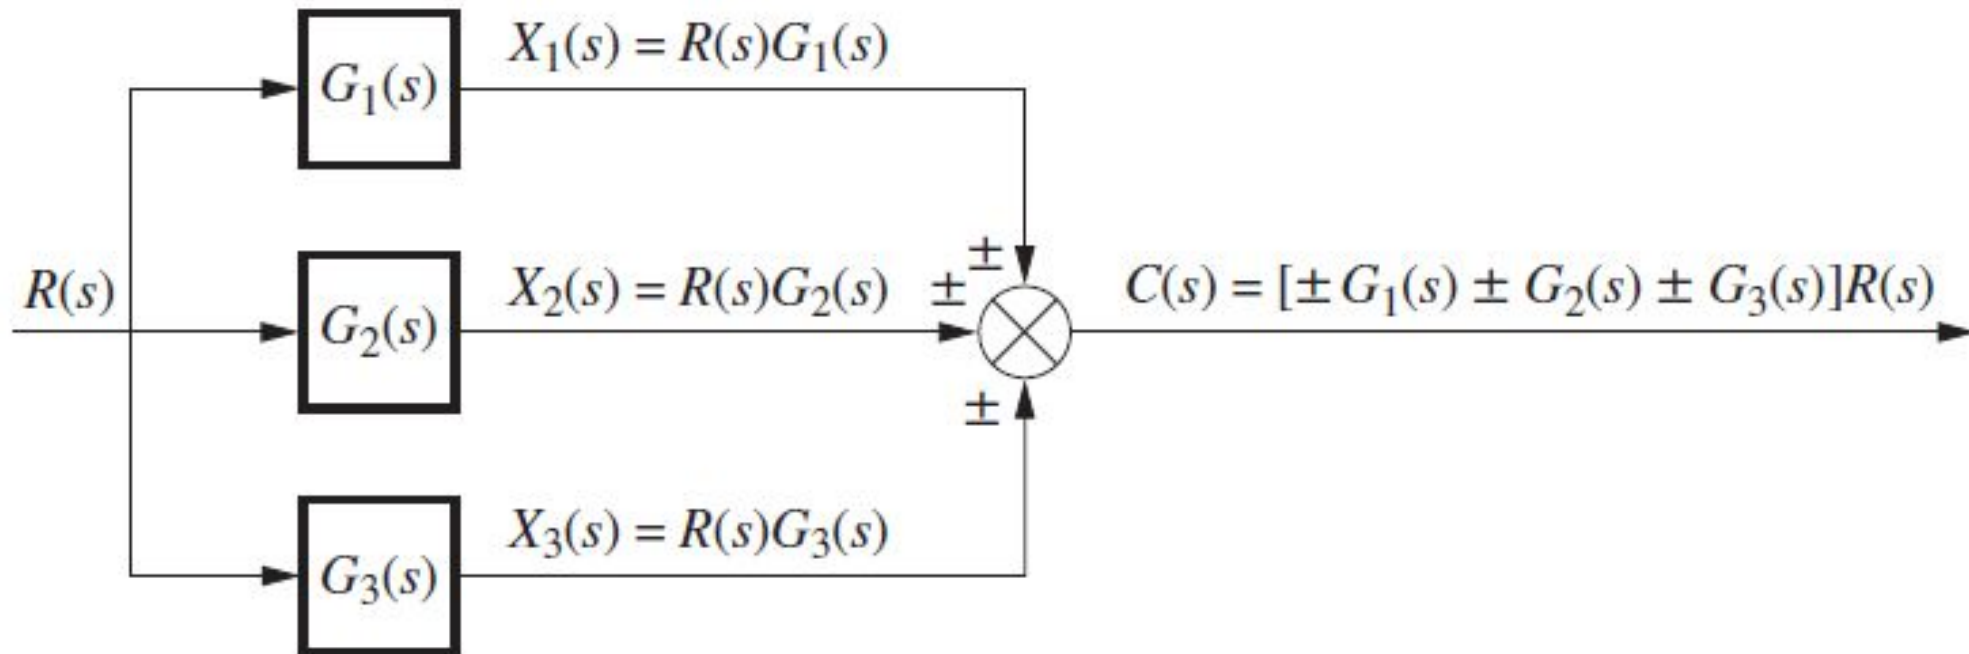 X₁(s) = R(s)G₁(s)
G₁(s)
±
R(s)
G₂(s)
X₂(s) = R(s)G₂(s)
±
C(s) = [± G₁(s) ± G₂(s) ± G₃(s)]R(s)
±
X₃(s) = R(s)G₃(s)
G₃(s)